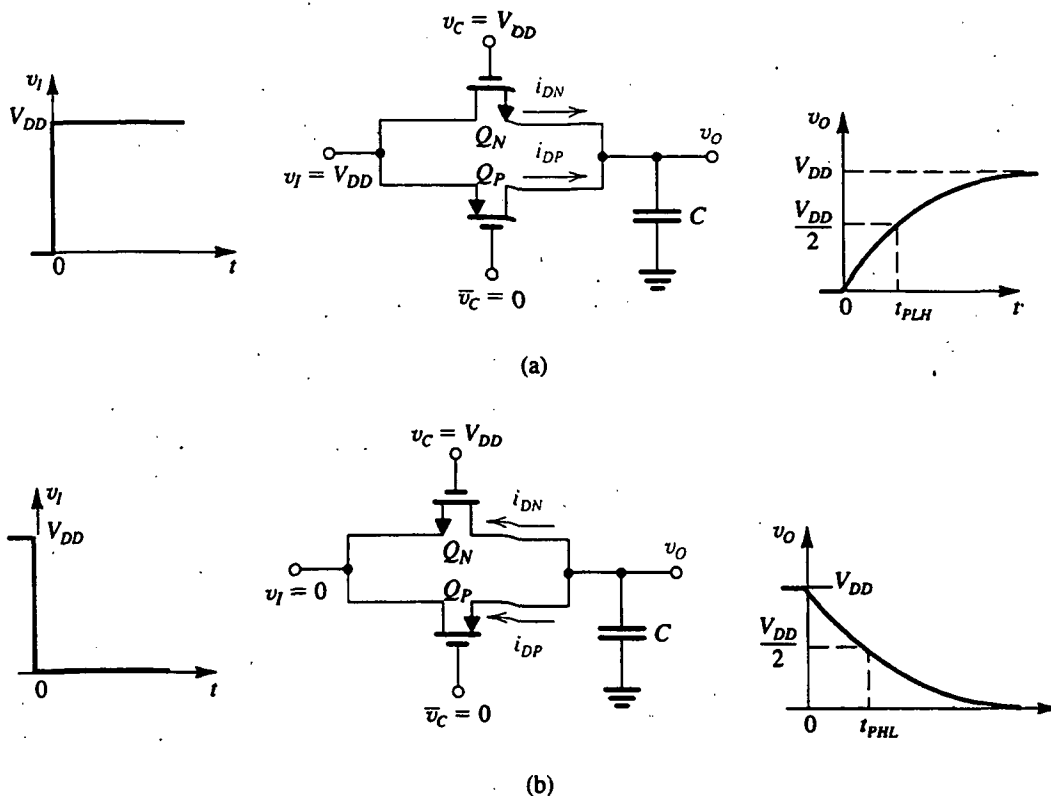 v_C = V_DD
v_I
V_DD
0
t
i_DN
Q_N
v_I = V_DD
Q_P
i_DP
v_O
C
v̅_C = 0
v_O
V_DD
V_DD/2
0
t_PLH
t
(a)
v_C = V_DD
v_I
V_DD
0
t
i_DN
Q_N
v_I = 0
Q_P
i_DP
v_O
C
v̅_C = 0
v_O
V_DD
V_DD/2
0
t_PHL
(b)